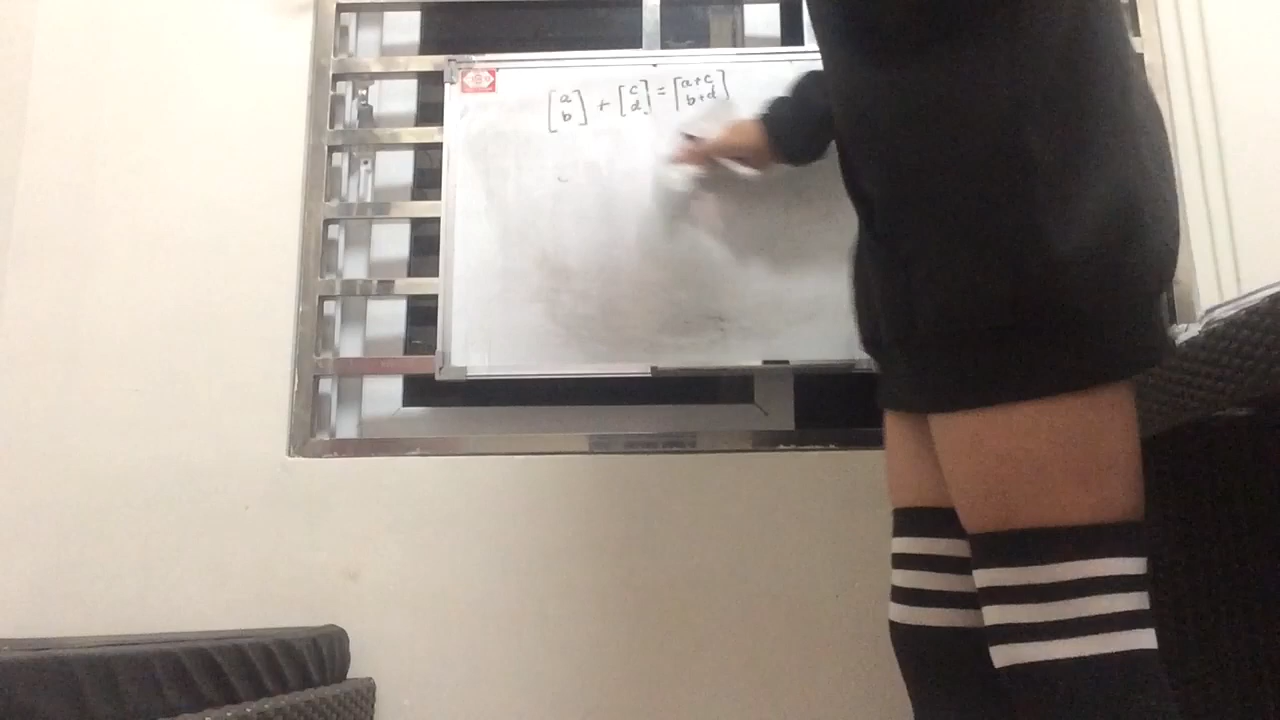 [a b] + [c d] = [a+c b+d]